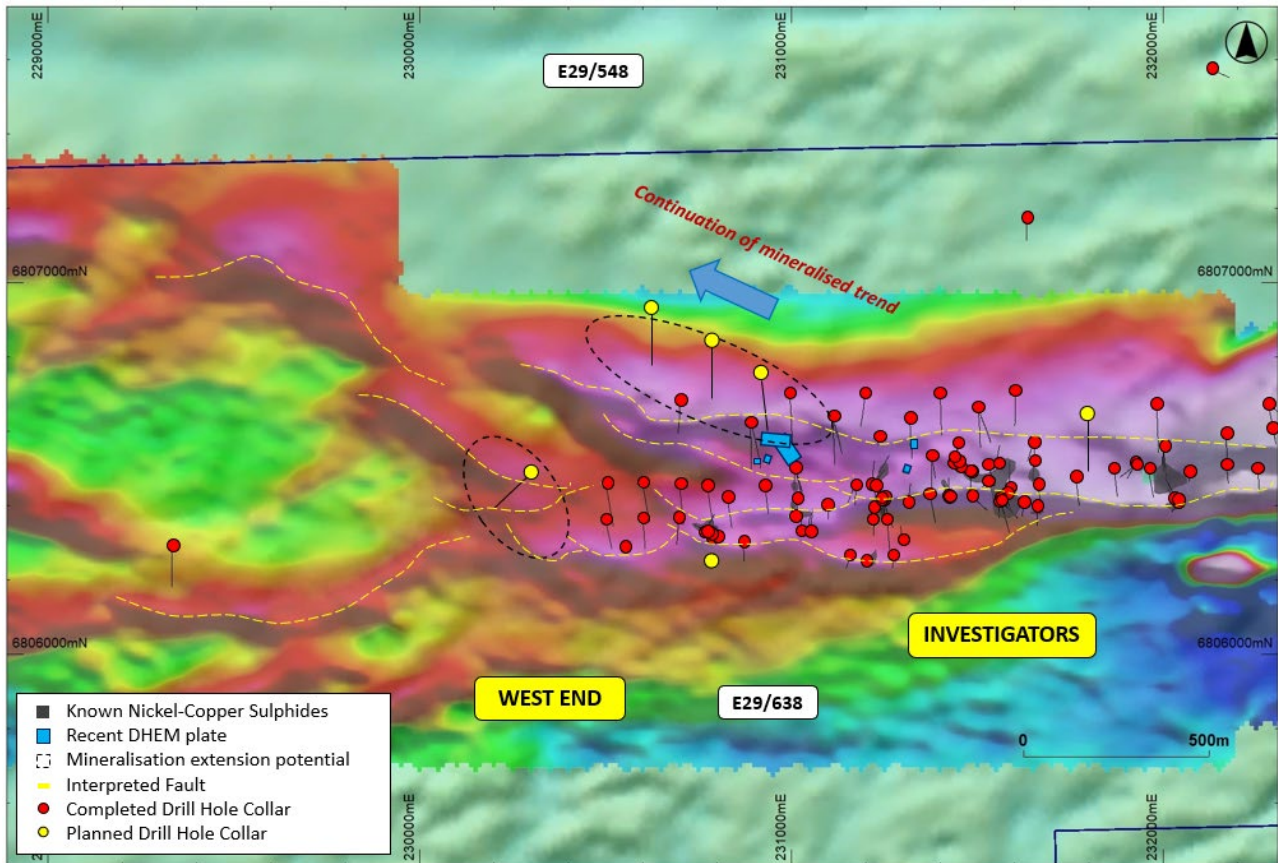 229000mE
230000mE
231000mE
232000mE
E29/548
Continuation of mineralised trend
6807000mN
6807000mN
6806000mN
6806000mN
INVESTIGATORS
WEST END
E29/638
0 500m
Known Nickel-Copper Sulphides
Recent DHEM plate
Mineralisation extension potential
Interpreted Fault
Completed Drill Hole Collar
Planned Drill Hole Collar
230000mE
231000mE
232000mE